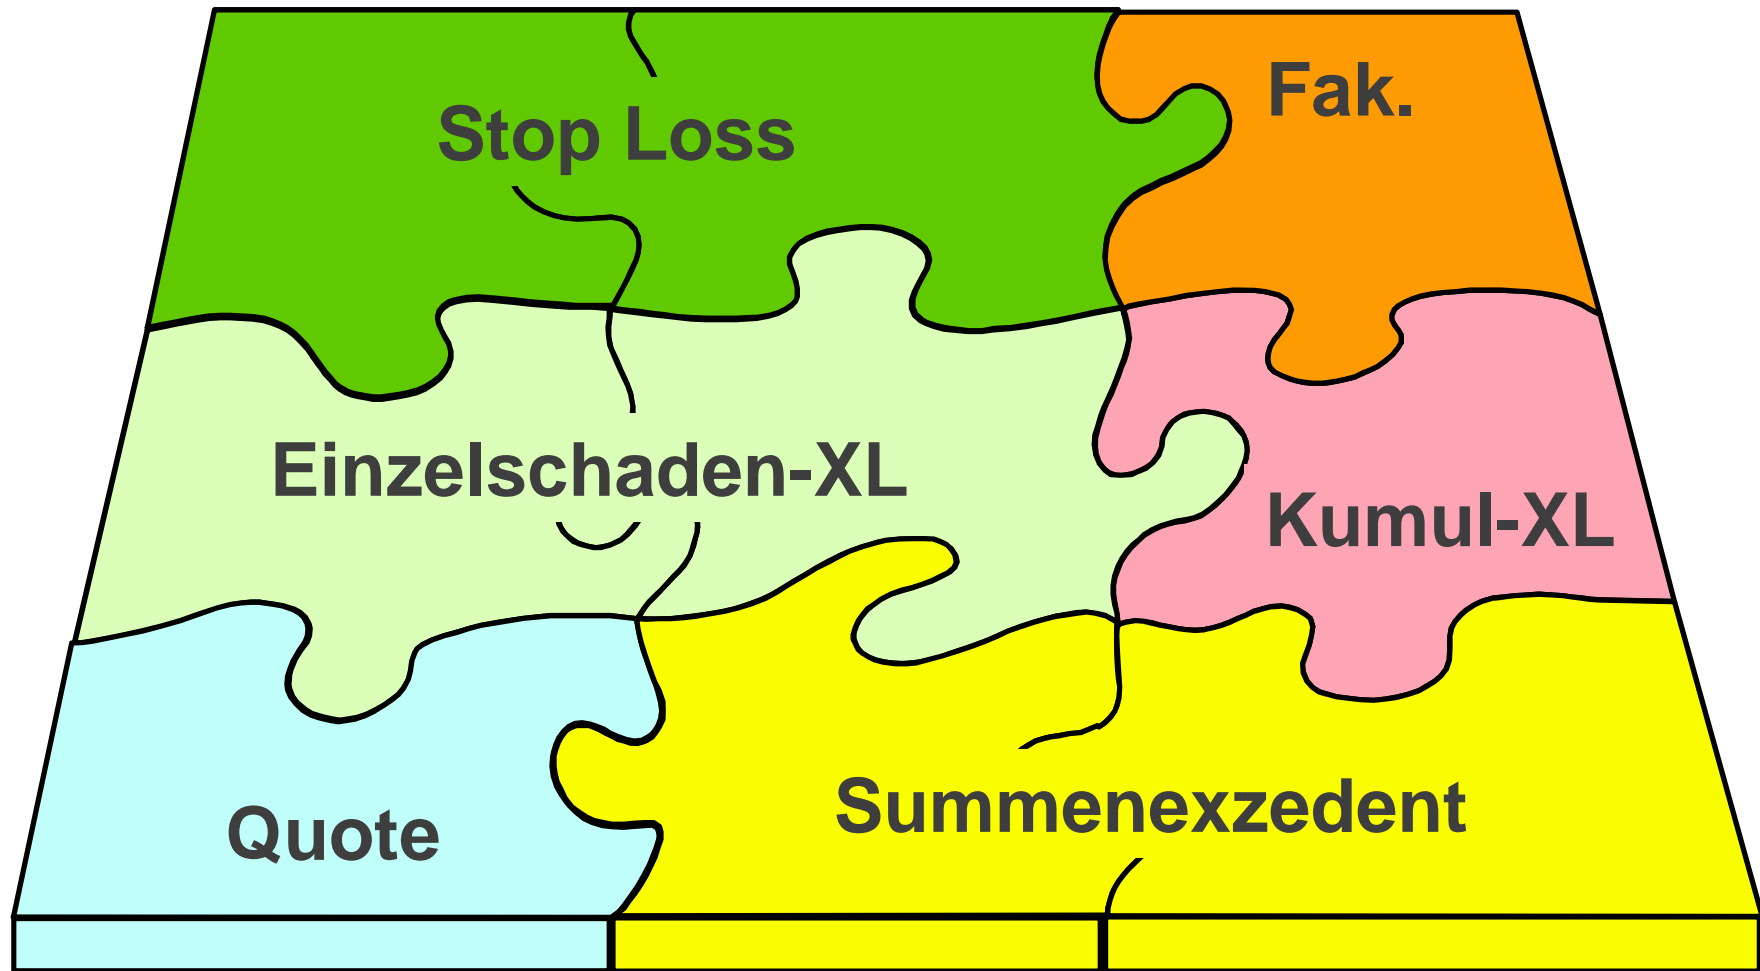 Stop Loss
Fak.
Einzelschaden-XL
Kumul-XL
Quote
Summenexzedent